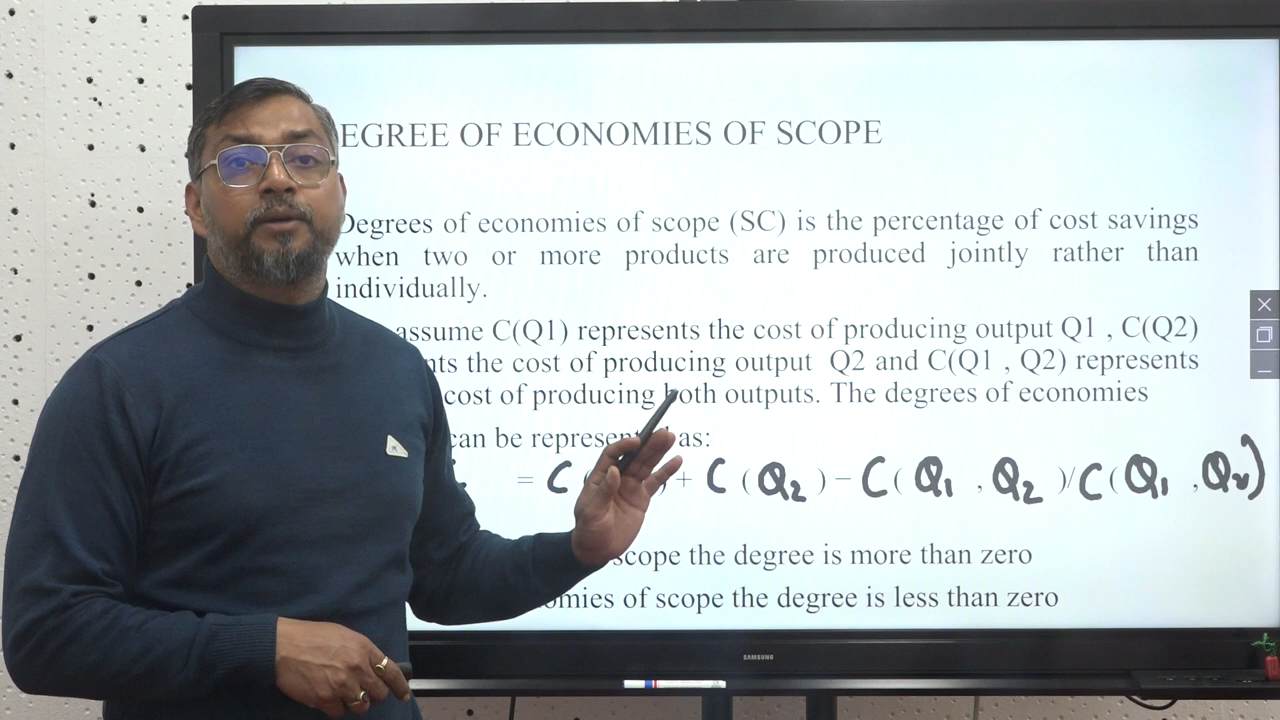 EGREE OF ECONOMIES OF SCOPE
Degrees of economies of scope (SC) is the percentage of cost savings
when two or more products are produced jointly rather than
individually.
assume C(Q1) represents the cost of producing output Q1 , C(Q2)
nts the cost of producing output Q2 and C(Q1 , Q2) represents
cost of producing both outputs. The degrees of economies
can be represented as:
= C ( ) + C ( Q2 ) - C ( Q1 , Q2 )/C ( Q1 , Q2)
scope the degree is more than zero
omies of scope the degree is less than zero
SAMSUNG